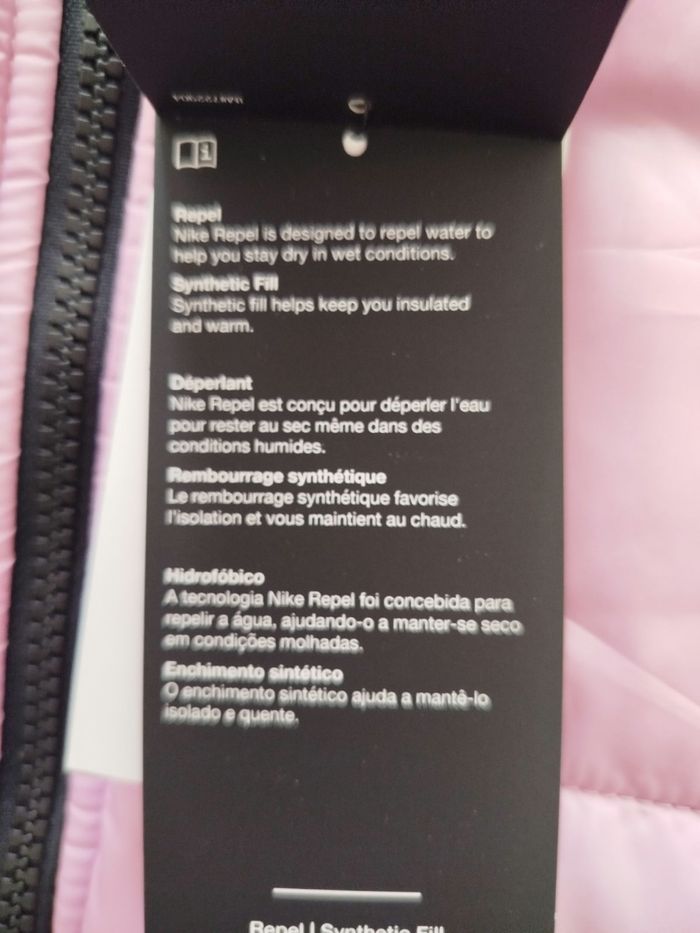 Repel
Nike Repel is designed to repel water to
help you stay dry in wet conditions.
Synthetic Fill
Synthetic fill helps keep you insulated
and warm.
Déperlant
Nike Repel est conçu pour déperler l'eau
pour rester au sec même dans des
conditions humides.
Rembourrage synthétique
Le rembourrage synthétique favorise
l'isolation et vous maintient au chaud.
Hidrofóbico
A tecnologia Nike Repel foi concebida para
repelir a água, ajudando-o a manter-se seco
em condições molhadas.
Enchimento sintético
O enchimento sintético ajuda a mantê-lo
isolado e quente.
Repel | Synthetic Fill